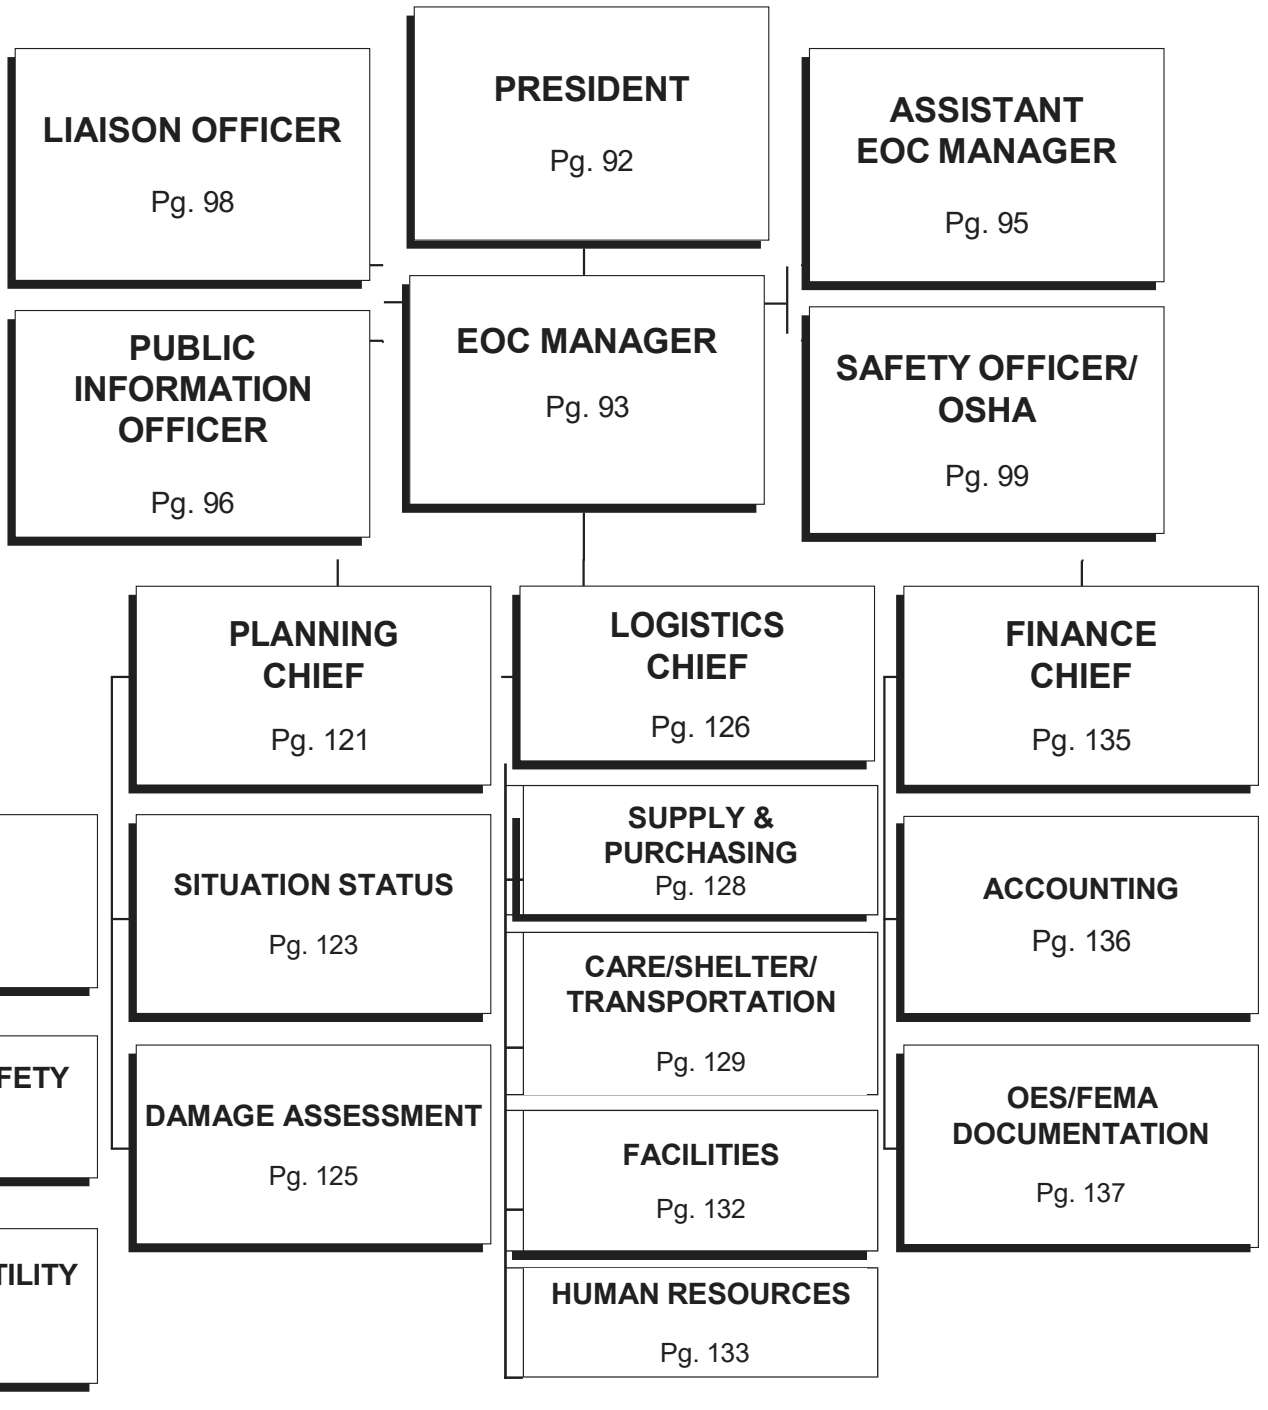 LIAISON OFFICER
Pg. 98
PRESIDENT
Pg. 92
ASSISTANT
EOC MANAGER
Pg. 95
PUBLIC
INFORMATION
OFFICER
Pg. 96
EOC MANAGER
Pg. 93
SAFETY OFFICER/
OSHA
Pg. 99
PLANNING
CHIEF
Pg. 121
LOGISTICS
CHIEF
Pg. 126
FINANCE
CHIEF
Pg. 135
SITUATION STATUS
Pg. 123
SUPPLY &
PURCHASING
Pg. 128
ACCOUNTING
Pg. 136
FETY
DAMAGE ASSESSMENT
Pg. 125
CARE/SHELTER/
TRANSPORTATION
Pg. 129
OES/FEMA
DOCUMENTATION
Pg. 137
FACILITIES
Pg. 132
TILITY
HUMAN RESOURCES
Pg. 133